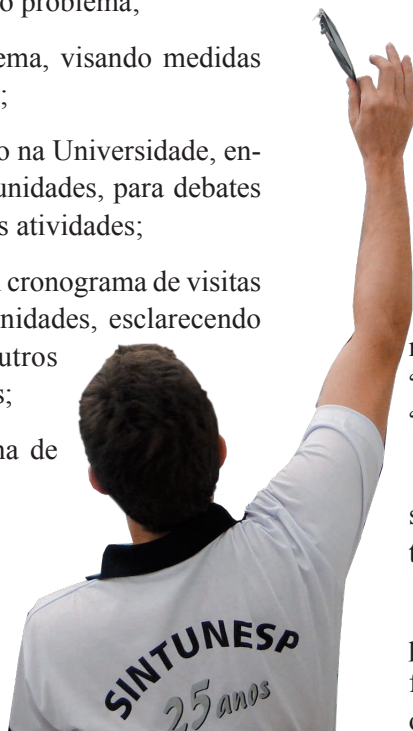 o problema;
ema, visando medidas
;
o na Universidade, en-
unidades, para debates
s atividades;
cronograma de visitas
nidades, esclarecendo
utros
s;
na de
SINTUNESP
25 anos